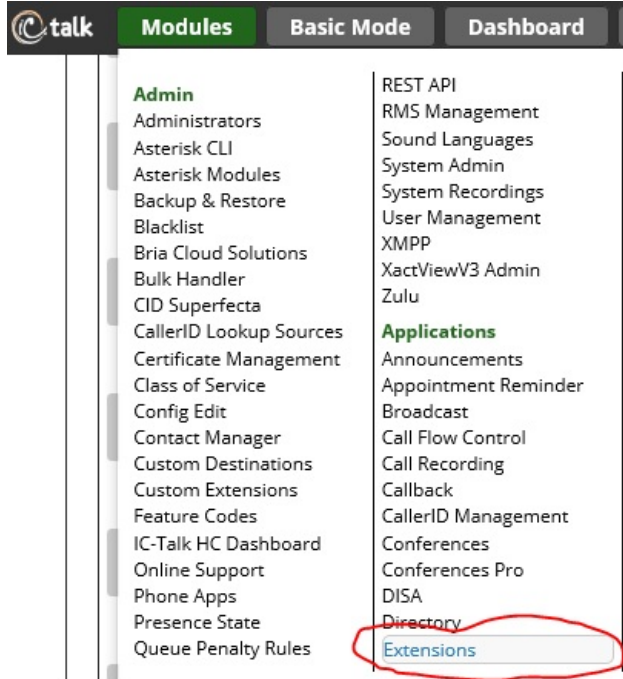 iC talk
Modules
Basic Mode
Dashboard
Admin
Administrators
Asterisk CLI
Asterisk Modules
Backup & Restore
Blacklist
Bria Cloud Solutions
Bulk Handler
CID Superfecta
CallerID Lookup Sources
Certificate Management
Class of Service
Config Edit
Contact Manager
Custom Destinations
Custom Extensions
Feature Codes
IC-Talk HC Dashboard
Online Support
Phone Apps
Presence State
Queue Penalty Rules
REST API
RMS Management
Sound Languages
System Admin
System Recordings
User Management
XMPP
XactViewV3 Admin
Zulu
Applications
Announcements
Appointment Reminder
Broadcast
Call Flow Control
Call Recording
Callback
CallerID Management
Conferences
Conferences Pro
DISA
Directory
Extensions